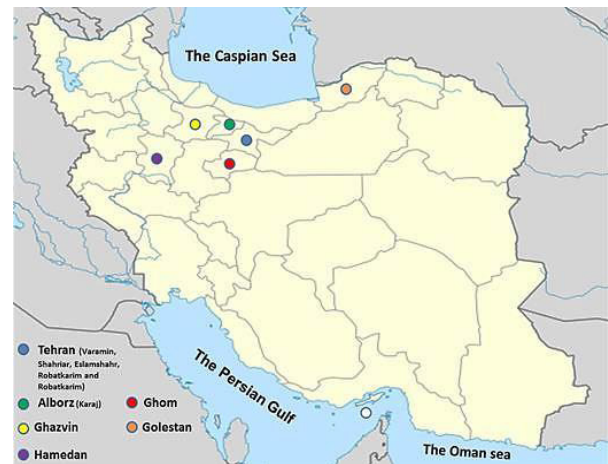 The Caspian Sea
The Persian Gulf
The Oman sea
Tehran (Varamin,
Shahriar, Eslamshahr,
Robatkarim and
Robatkarim)
Alborz (Karaj)
Ghom
Ghazvin
Golestan
Hamedan